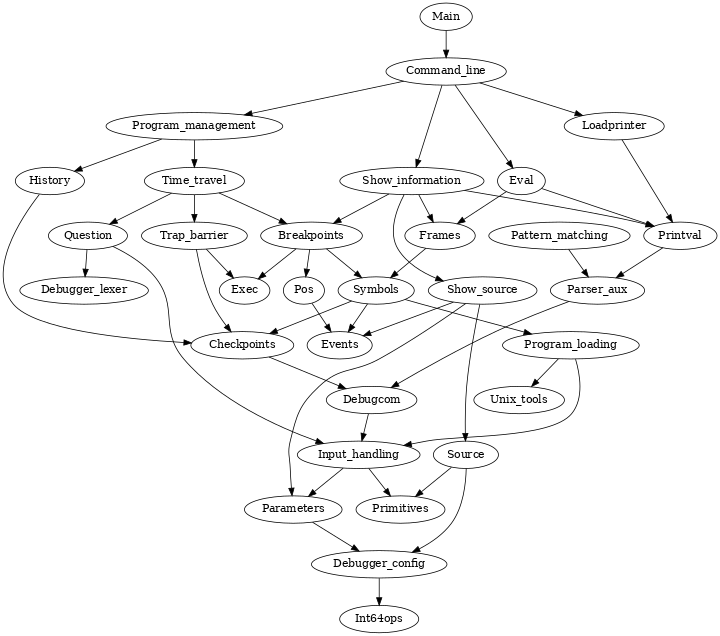 Main
Command_line
Program_management
Loadprinter
History
Time_travel
Show_information
Eval
Question
Trap_barrier
Breakpoints
Frames
Pattern_matching
Printval
Debugger_lexer
Exec
Pos
Symbols
Show_source
Parser_aux
Checkpoints
Events
Program_loading
Debugcom
Unix_tools
Input_handling
Source
Parameters
Primitives
Debugger_config
Int64ops